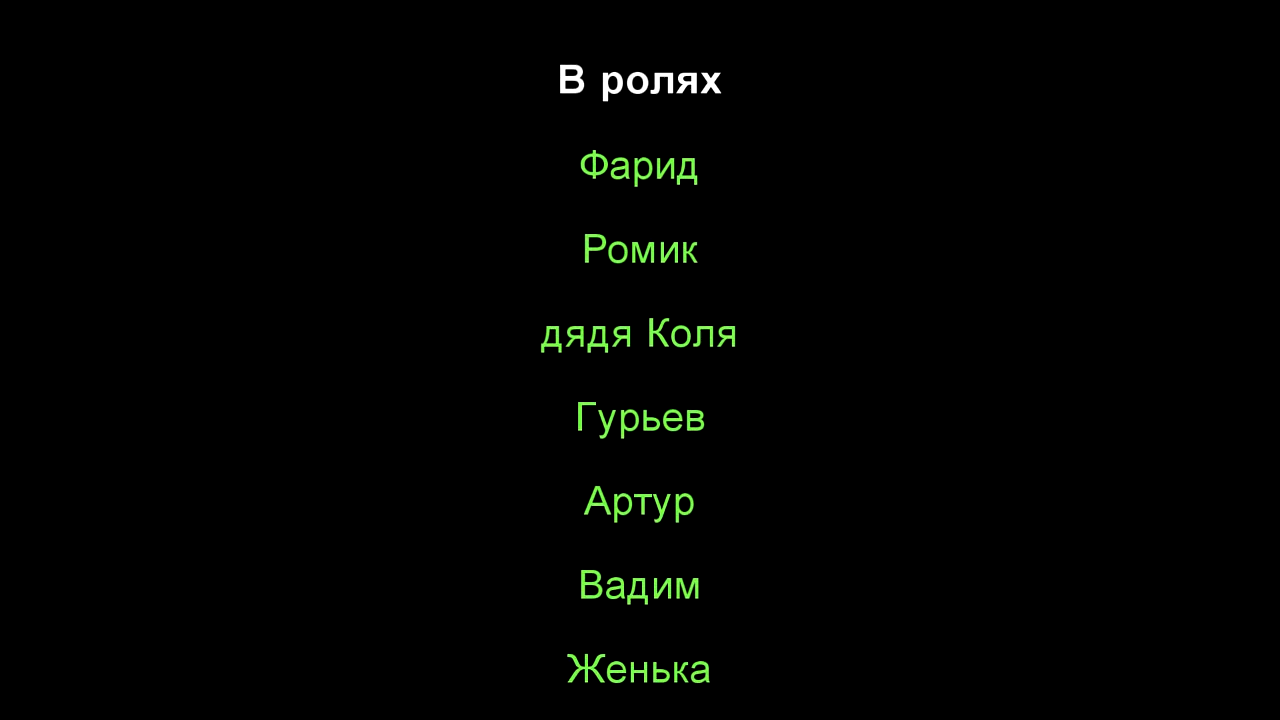 В ролях
Фарид
Ромик
дядя Коля
Гурьев
Артур
Вадим
Женька